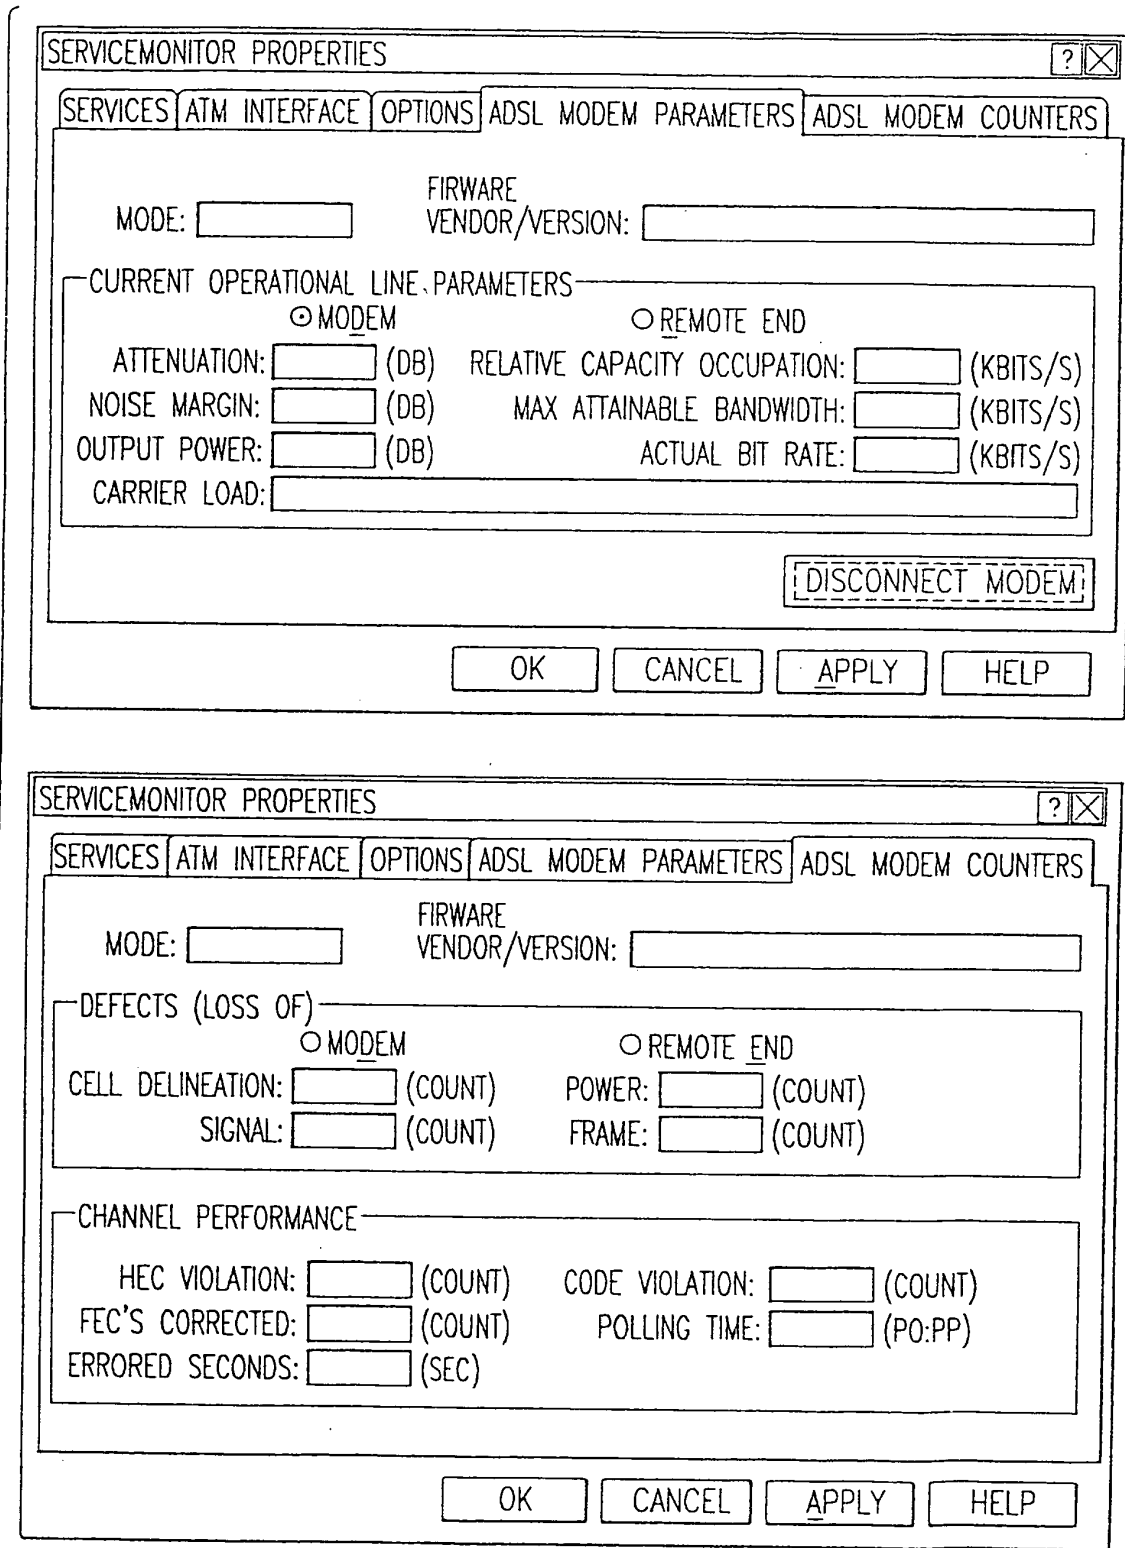 SERVICEMONITOR PROPERTIES ?
SERVICES ATM INTERFACE OPTIONS ADSL MODEM PARAMETERS ADSL MODEM COUNTERS
FIRWARE
MODE: VENDOR/VERSION:
CURRENT OPERATIONAL LINE PARAMETERS
MODEM REMOTE END
ATTENUATION: (DB) RELATIVE CAPACITY OCCUPATION: (KBITS/S)
NOISE MARGIN: (DB) MAX ATTAINABLE BANDWIDTH: (KBITS/S)
OUTPUT POWER: (DB) ACTUAL BIT RATE: (KBITS/S)
CARRIER LOAD:
DISCONNECT MODEM
OK CANCEL APPLY HELP
SERVICEMONITOR PROPERTIES ?
SERVICES ATM INTERFACE OPTIONS ADSL MODEM PARAMETERS ADSL MODEM COUNTERS
FIRWARE
MODE: VENDOR/VERSION:
DEFECTS (LOSS OF)
MODEM REMOTE END
CELL DELINEATION: (COUNT) POWER: (COUNT)
SIGNAL: (COUNT) FRAME: (COUNT)
CHANNEL PERFORMANCE
HEC VIOLATION: (COUNT) CODE VIOLATION: (COUNT)
FEC'S CORRECTED: (COUNT) POLLING TIME: (PO:PP)
ERRORED SECONDS: (SEC)
OK CANCEL APPLY HELP